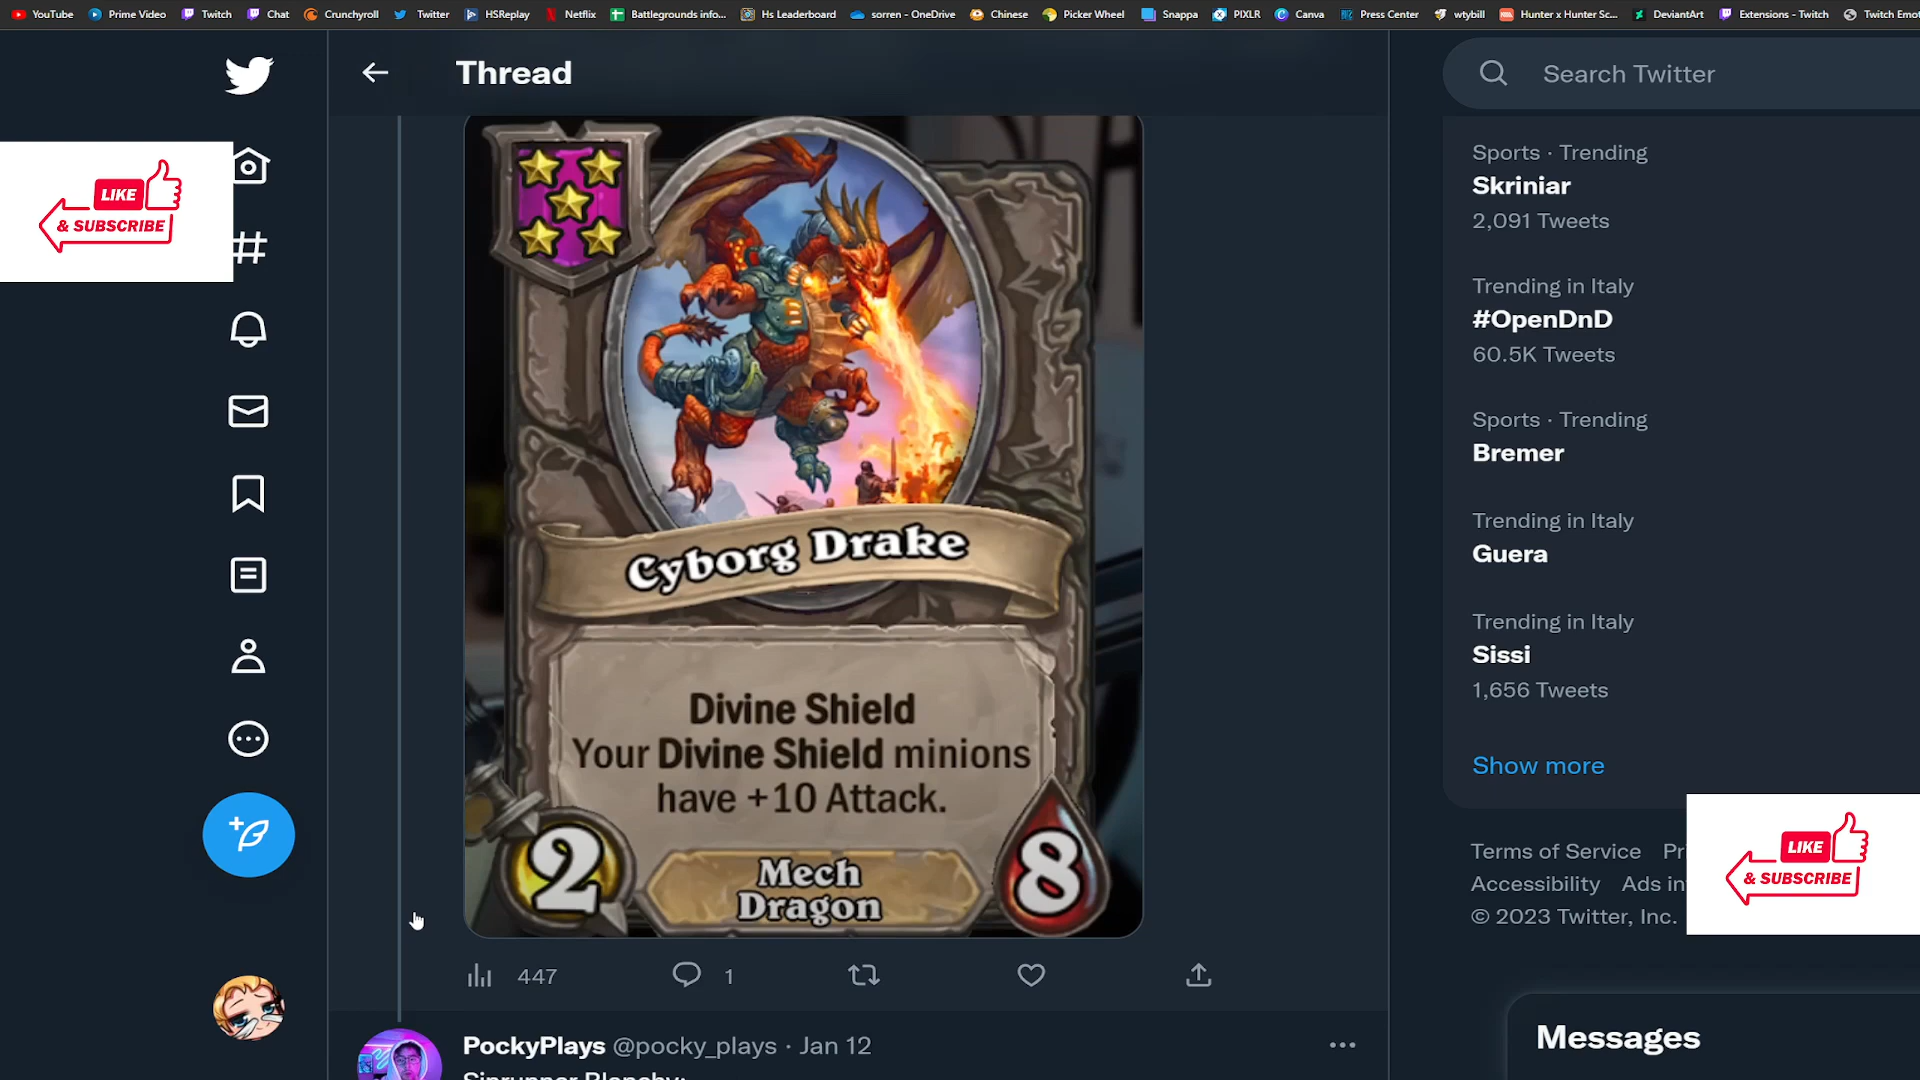 YouTube Prime Video Twitch Chat Crunchyroll Twitter HSReplay Netflix Battlegrounds info... Hs Leaderboard sorren - OneDrive Chinese Picker Wheel Snappa PIXLR Canva Press Center wtybill Hunter x Hunter Sc... DeviantArt Extensions - Twitch Twitch Emot
Thread
Search Twitter
LIKE
& SUBSCRIBE
Cyborg Drake
Divine Shield
Your Divine Shield minions
have +10 Attack.
2
Mech
Dragon
8
447
1
PockyPlays @pocky_plays · Jan 12
Sinrunner Blanchy:
Sports · Trending
Skriniar
2,091 Tweets
Trending in Italy
#OpenDnD
60.5K Tweets
Sports · Trending
Bremer
Trending in Italy
Guera
Trending in Italy
Sissi
1,656 Tweets
Show more
Terms of Service Pr
Accessibility Ads in
© 2023 Twitter, Inc.
LIKE
& SUBSCRIBE
Messages